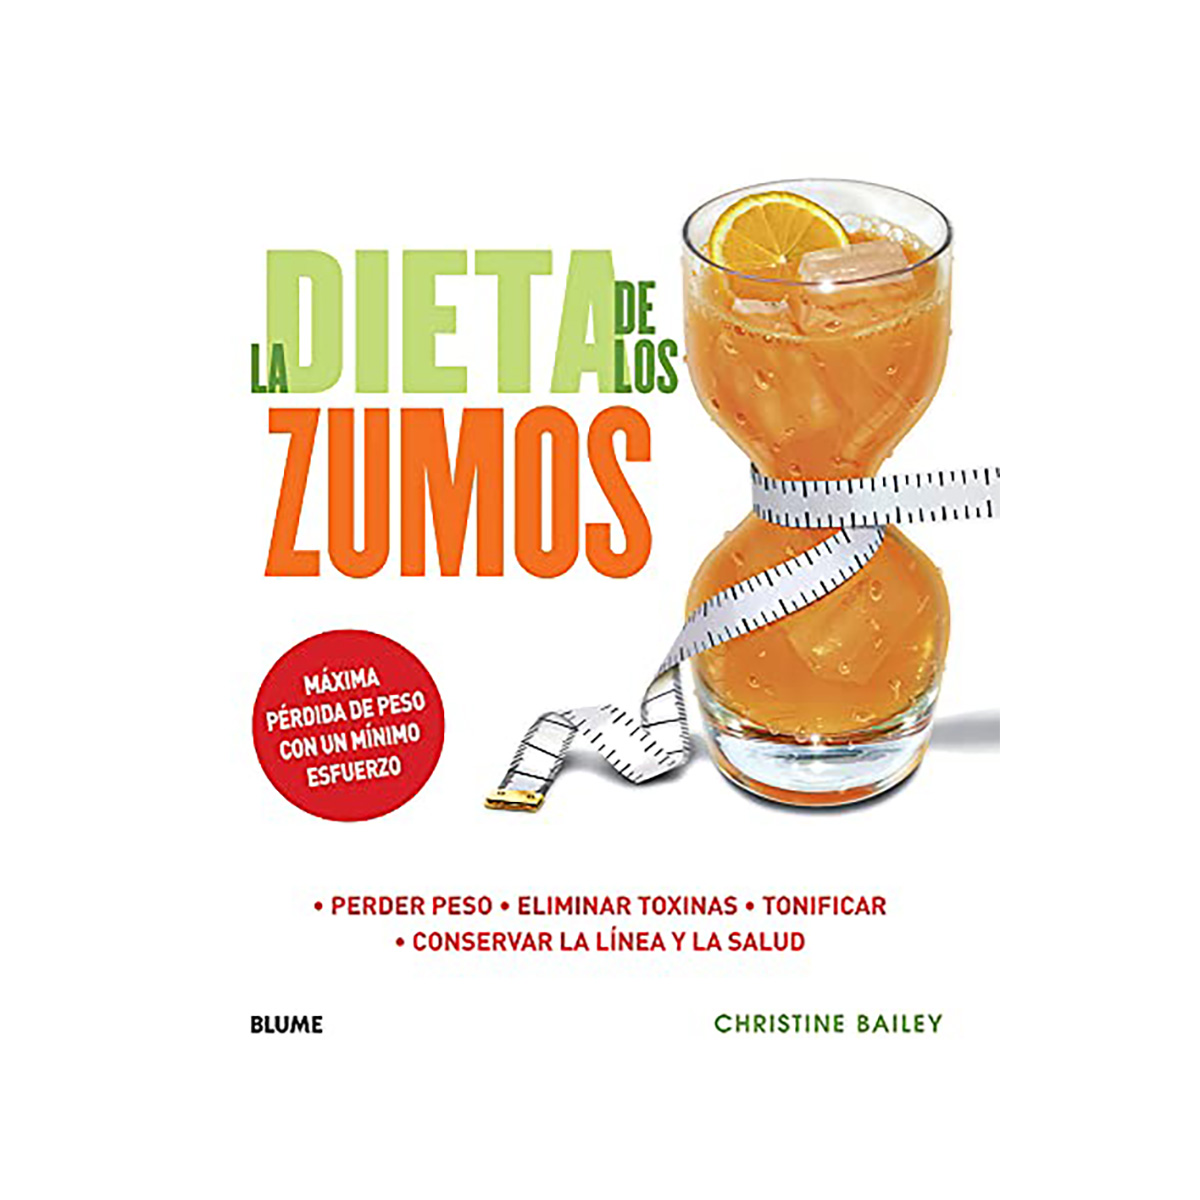 LA DIETA DE LOS
ZUMOS
MÁXIMA
PÉRDIDA DE PESO
CON UN MÍNIMO
ESFUERZO
• PERDER PESO • ELIMINAR TOXINAS • TONIFICAR
• CONSERVAR LA LÍNEA Y LA SALUD
BLUME
CHRISTINE BAILEY